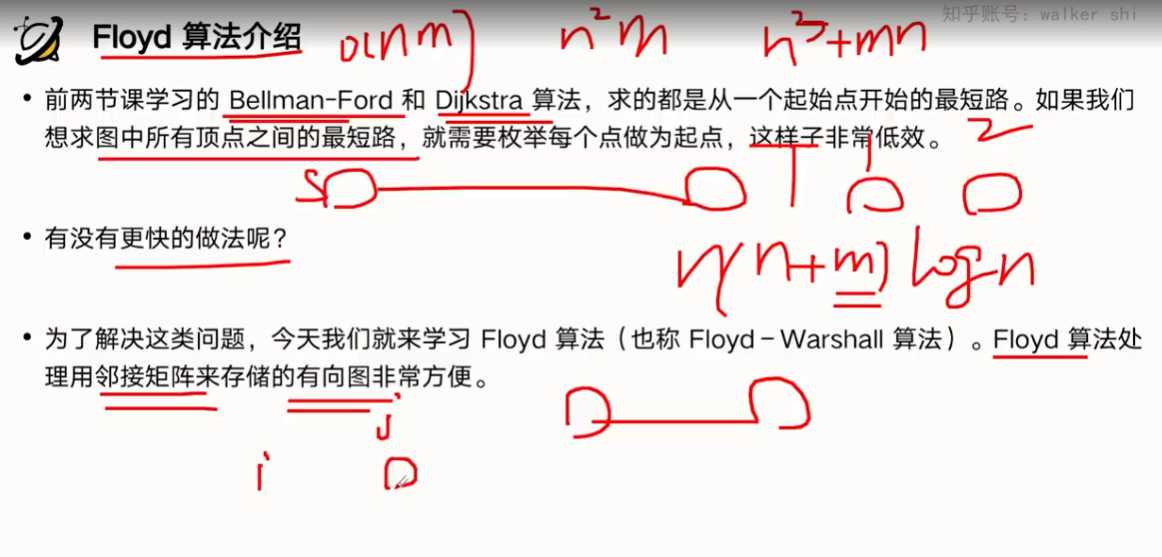 知乎账号：walker shi
Floyd 算法介绍 O(nm) n²m n³+mn
• 前两节课学习的 Bellman-Ford 和 Dijkstra 算法，求的都是从一个起始点开始的最短路。如果我们
想求图中所有顶点之间的最短路，就需要枚举每个点做为起点，这样子非常低效。
1 2
S T
• 有没有更快的做法呢？
n(n+m)logn
• 为了解决这类问题，今天我们就来学习 Floyd 算法（也称 Floyd－Warshall 算法）。Floyd 算法处
理用邻接矩阵来存储的有向图非常方便。
i j